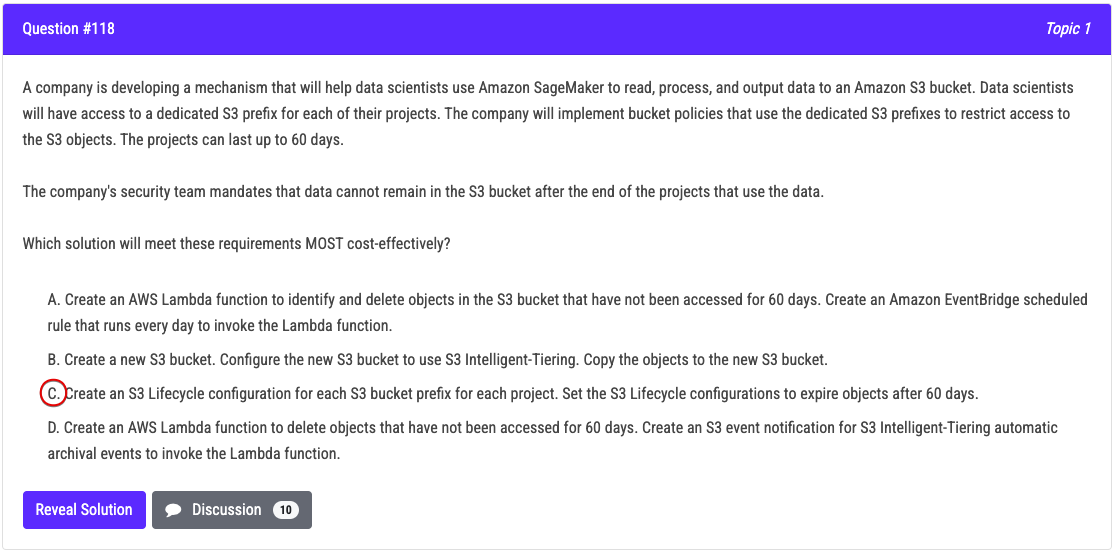 Question #118
Topic 1
A company is developing a mechanism that will help data scientists use Amazon SageMaker to read, process, and output data to an Amazon S3 bucket. Data scientists
will have access to a dedicated S3 prefix for each of their projects. The company will implement bucket policies that use the dedicated S3 prefixes to restrict access to
the S3 objects. The projects can last up to 60 days.
The company's security team mandates that data cannot remain in the S3 bucket after the end of the projects that use the data.
Which solution will meet these requirements MOST cost-effectively?
A. Create an AWS Lambda function to identify and delete objects in the S3 bucket that have not been accessed for 60 days. Create an Amazon EventBridge scheduled
rule that runs every day to invoke the Lambda function.
B. Create a new S3 bucket. Configure the new S3 bucket to use S3 Intelligent-Tiering. Copy the objects to the new S3 bucket.
C. Create an S3 Lifecycle configuration for each S3 bucket prefix for each project. Set the S3 Lifecycle configurations to expire objects after 60 days.
D. Create an AWS Lambda function to delete objects that have not been accessed for 60 days. Create an S3 event notification for S3 Intelligent-Tiering automatic
archival events to invoke the Lambda function.
Reveal Solution
Discussion 10